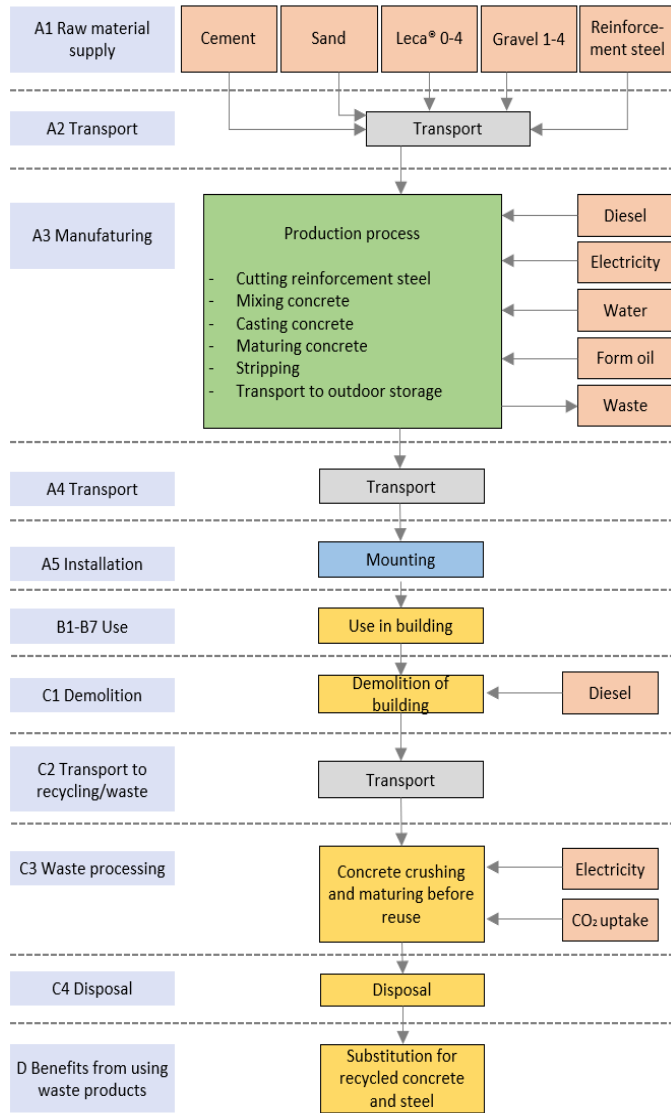 A1 Raw material
supply
Cement
Sand
Leca® 0-4
Gravel 1-4
Reinforce-
ment steel
A2 Transport
Transport
A3 Manufaturing
Production process
- Cutting reinforcement steel
- Mixing concrete
- Casting concrete
- Maturing concrete
- Stripping
- Transport to outdoor storage
Diesel
Electricity
Water
Form oil
Waste
A4 Transport
Transport
A5 Installation
Mounting
B1-B7 Use
Use in building
C1 Demolition
Demolition of
building
Diesel
C2 Transport to
recycling/waste
Transport
C3 Waste processing
Concrete crushing
and maturing before
reuse
Electricity
CO₂ uptake
C4 Disposal
Disposal
D Benefits from using
waste products
Substitution for
recycled concrete
and steel